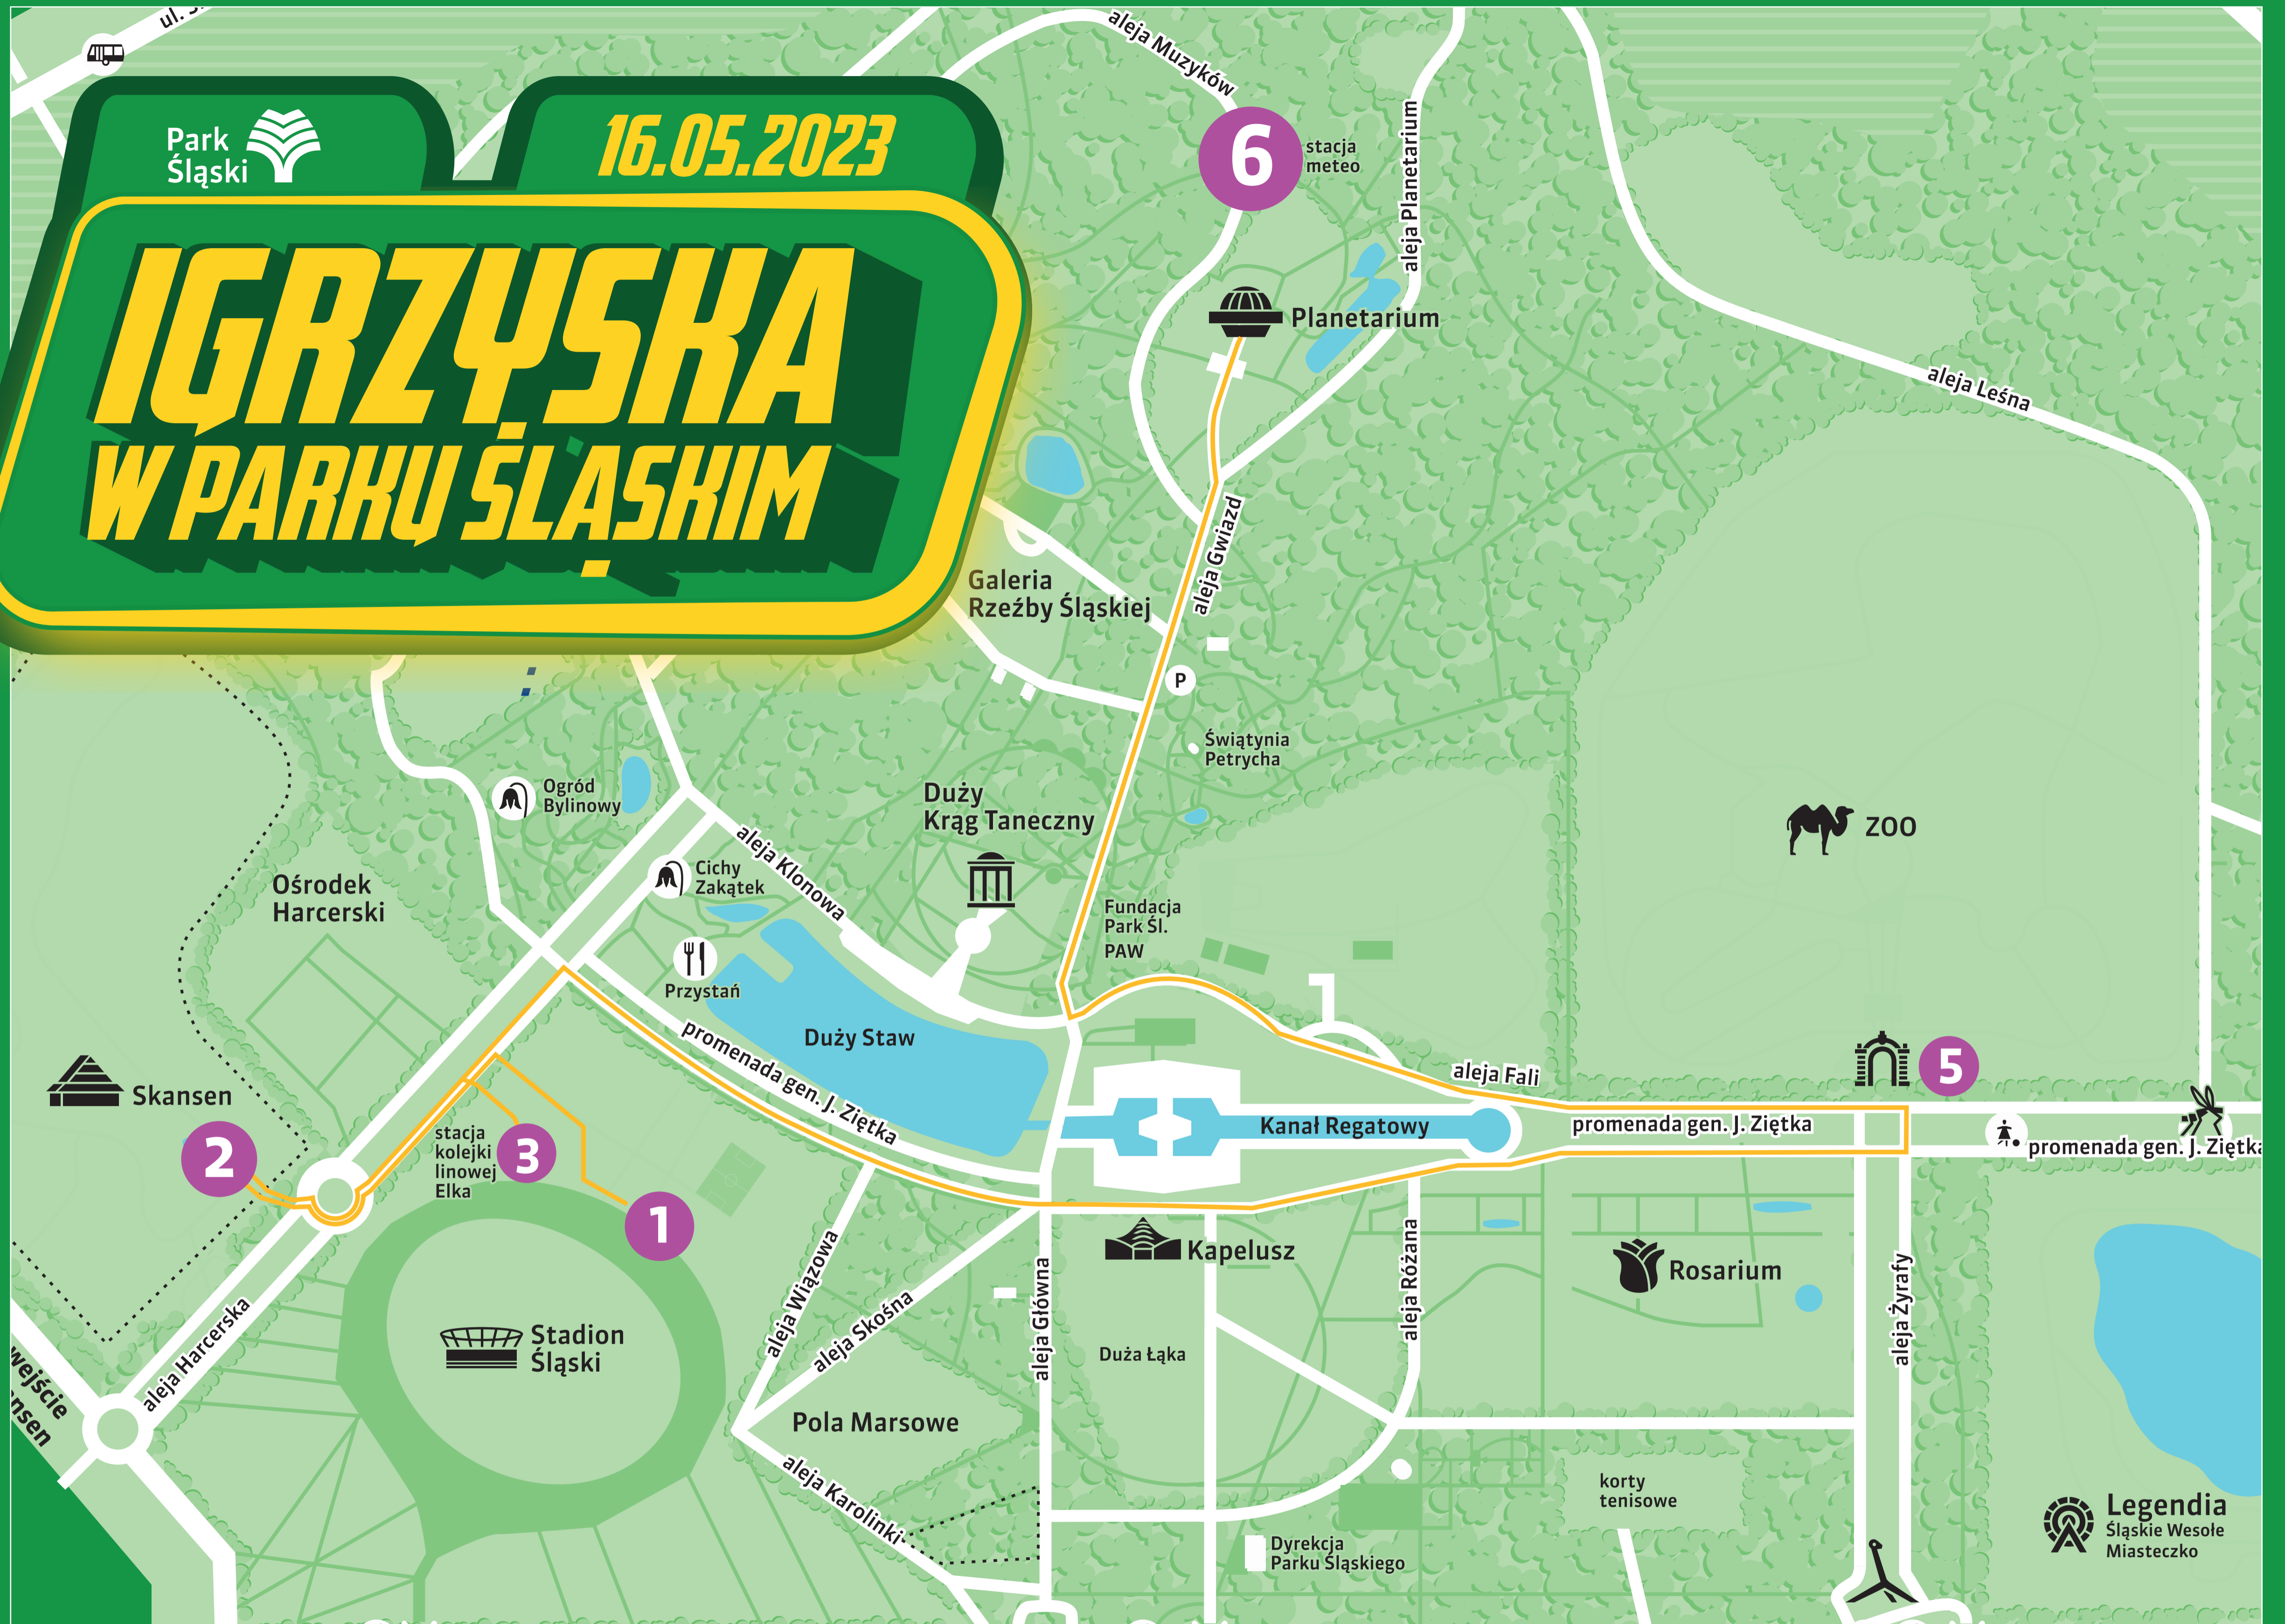 ul.
Park
Śląski
16.05.2023
IGRZYSKA
W PARKU ŚLĄSKIM
aleja Muzyków
6
stacja
meteo
aleja Planetarium
Planetarium
aleja Leśna
aleja Gwiazd
Galeria
Rzeźby Śląskiej
P
Świątynia
Petrycha
Ogród
Bylinowy
Duży
Krąg Taneczny
aleja Klonowa
Cichy
Zakątek
ZOO
Ośrodek
Harcerski
Fundacja
Park Śl.
PAW
Przystań
Duży Staw
promenada gen. J. Ziętka
aleja Fali
5
Skansen
2
stacja
kolejki
linowej
Elka
3
1
Kanał Regatowy
promenada gen. J. Ziętka
promenada gen. J. Ziętka
Kapelusz
Rosarium
aleja Wiązowa
aleja Skośna
aleja Główna
aleja Różana
aleja Żyrafy
aleja Harcerska
Stadion
Śląski
Duża Łąka
wejście
nsen
Pola Marsowe
aleja Karolinki
korty
tenisowe
Dyrekcja
Parku Śląskiego
Legendia
Śląskie Wesołe
Miasteczko